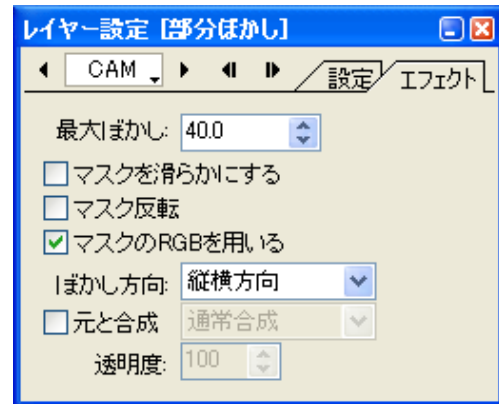 レイヤー設定 [部分ぼかし]
CAM 設定 エフェクト
最大ぼかし: 40.0
マスクを滑らかにする
マスク反転
マスクのRGBを用いる
ぼかし方向: 縦横方向
元と合成 通常合成
透明度: 100